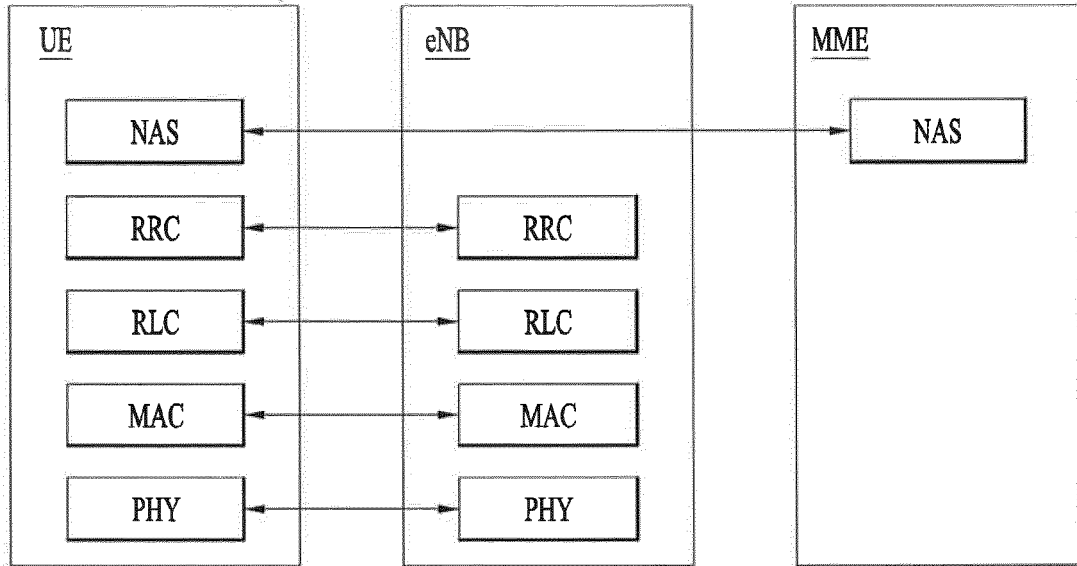 UE eNB MME
NAS NAS
RRC RRC
RLC RLC
MAC MAC
PHY PHY